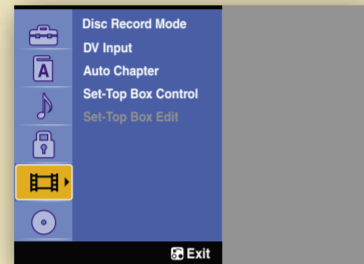 Disc Record Mode
DV Input
A
Auto Chapter
Set-Top Box Control
Set-Top Box Edit
Exit